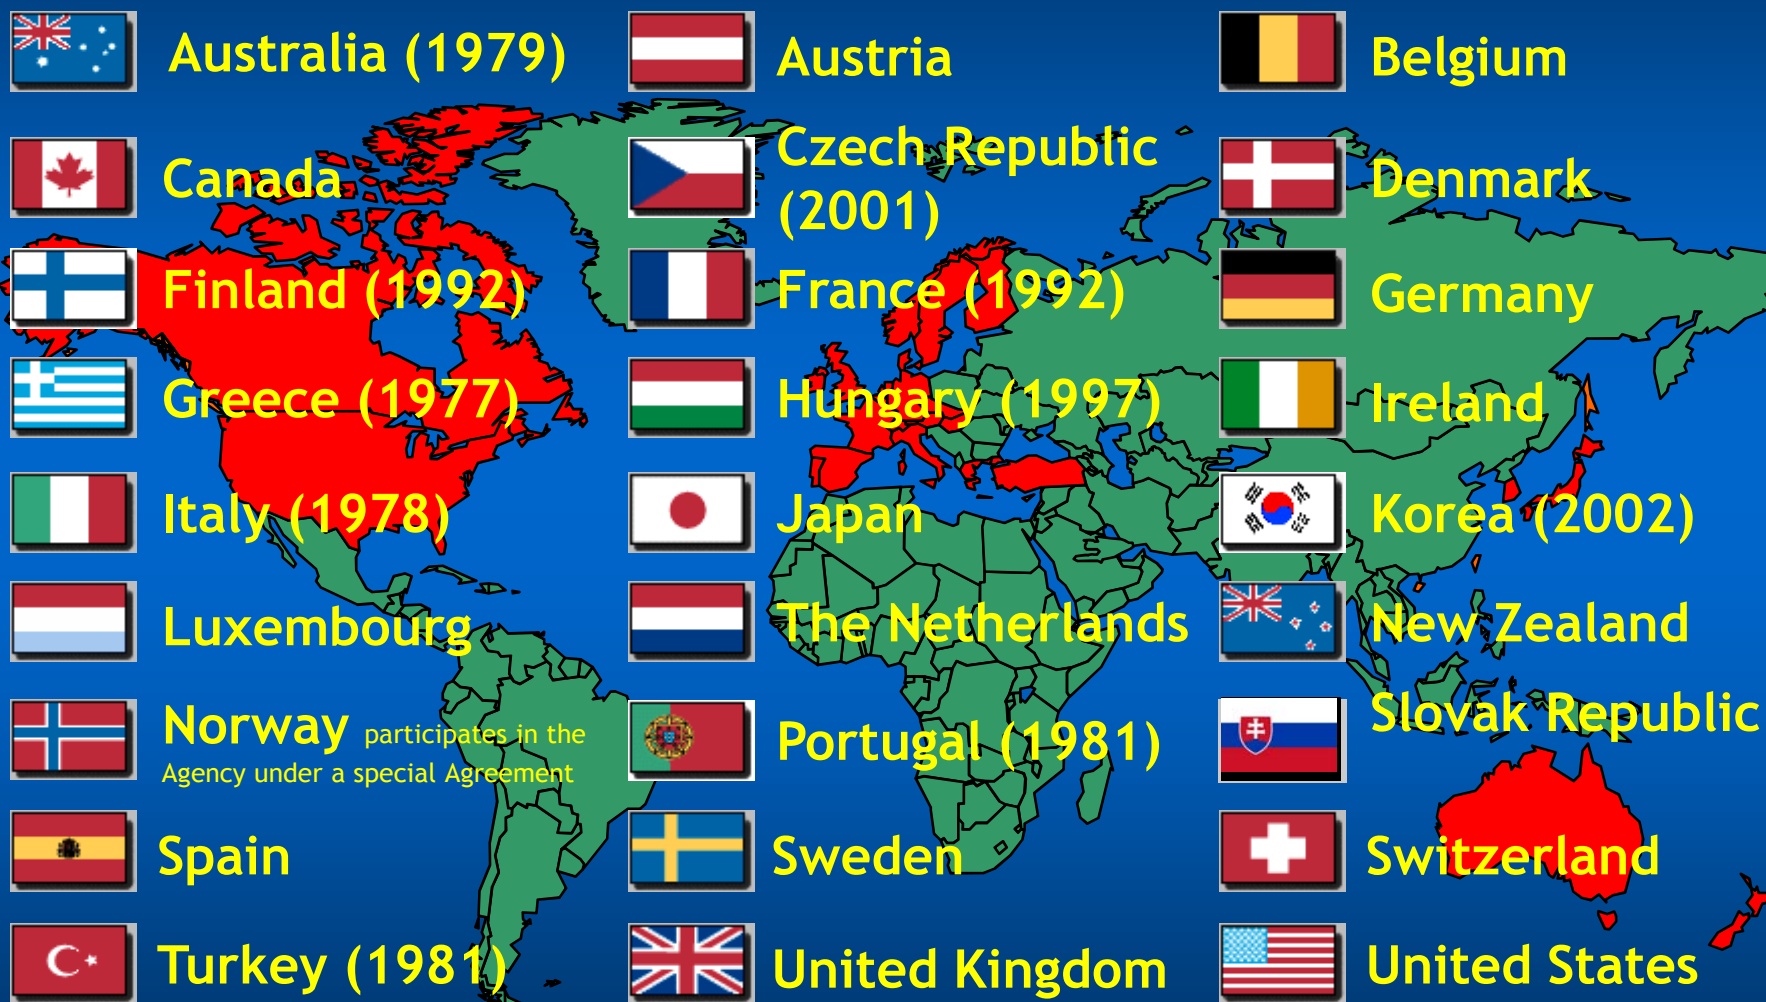 Australia (1979)
Austria
Belgium
Canada
Czech Republic
(2001)
Denmark
Finland (1992)
France (1992)
Germany
Greece (1977)
Hungary (1997)
Ireland
Italy (1978)
Japan
Korea (2002)
Luxembourg
The Netherlands
New Zealand
Norway participates in the
Agency under a special Agreement
Portugal (1981)
Slovak Republic
Spain
Sweden
Switzerland
Turkey (1981)
United Kingdom
United States